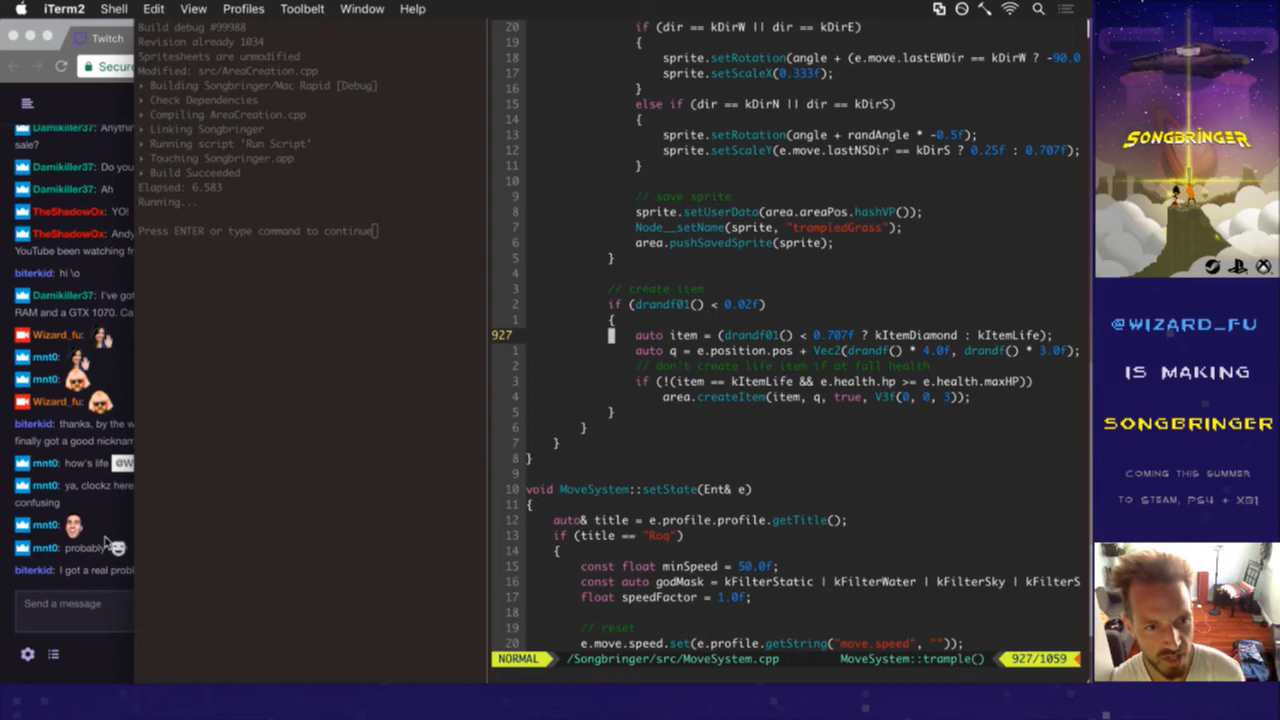 iTerm2 Shell Edit View Profiles Toolbelt Window Help
Twitch
Secure
Damikiller37: Anythin
sale?
Damikiller37: Do you
Damikiller37: Ah
TheShadowOx: YO!
TheShadowOx: Andy
YouTube been watching fr
biterkid: hi \o
Damikiller37: I've got
RAM and a GTX 1070. Ca
Wizard_fu:
mnt0:
mnt0:
Wizard_fu:
biterkid: thanks, by the w
finally got a good nicknam
mnt0: how's life @W
mnt0: ya, clockz here
confusing
mnt0:
mnt0: probably
biterkid: I got a real probl
Send a message
Build debug #99988
Revision already 1034
Spritesheets are unmodified
Modified: src/AreaCreation.cpp
▸ Building Songbringer/Mac Rapid [Debug]
▸ Check Dependencies
▸ Compiling AreaCreation.cpp
▸ Linking Songbringer
▸ Running script 'Run Script'
▸ Touching Songbringer.app
▸ Build Succeeded
Elapsed: 6.583
Running...
Press ENTER or type command to continue
20 if (dir == kDirW || dir == kDirE)
19 {
18 sprite.setRotation(angle + (e.move.lastEWDir == kDirW ? -90.0
17 sprite.setScaleX(0.333f);
16 }
15 else if (dir == kDirN || dir == kDirS)
14 {
13 sprite.setRotation(angle + randAngle * -0.5f);
12 sprite.setScaleY(e.move.lastNSDir == kDirS ? 0.25f : 0.707f);
11 }
10
9 // save sprite
8 sprite.setUserData(area.areaPos.hashVP());
7 Node__setName(sprite, "trampledGrass");
6 area.pushSavedSprite(sprite);
5 }
4
3 // create item
2 if (drandf01() < 0.02f)
1 {
927 auto item = (drandf01() < 0.707f ? kItemDiamond : kItemLife);
1 auto q = e.position.pos + Vec2(drandf() * 4.0f, drandf() * 3.0f);
2 // don't create life item if at full health
3 if (!(item == kItemLife && e.health.hp >= e.health.maxHP))
4 area.createItem(item, q, true, V3f(0, 0, 3));
5 }
6 }
7 }
8 }
9
10 void MoveSystem::setState(Ent& e)
11 {
12 auto& title = e.profile.profile.getTitle();
13 if (title == "Roq")
14 {
15 const float minSpeed = 50.0f;
16 const auto godMask = kFilterStatic | kFilterWater | kFilterSky | kFilterS
17 float speedFactor = 1.0f;
18
19 // reset
20 e.move.speed.set(e.profile.getString("move.speed", ""));
NORMAL /Songbringer/src/MoveSystem.cpp MoveSystem::trample() 927/1059
SONGBRINGER
@WIZARD_FU
IS MAKING
SONGBRINGER
COMING THIS SUMMER
TO STEAM, PS4 + XB1